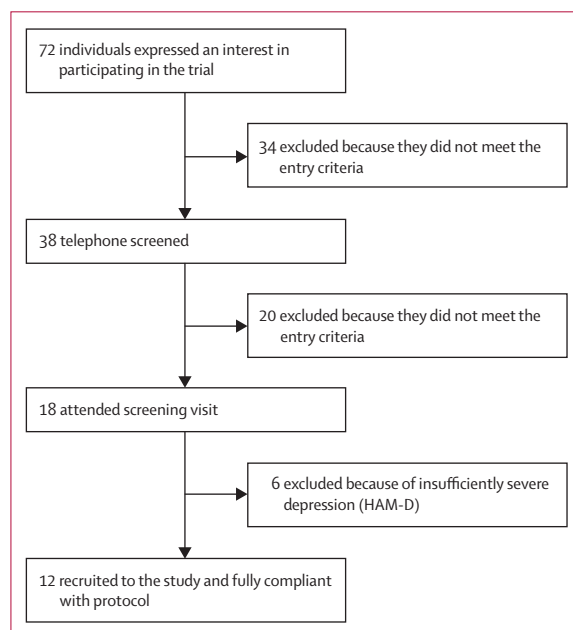 72 individuals expressed an interest in
participating in the trial
34 excluded because they did not meet the
entry criteria
38 telephone screened
20 excluded because they did not meet the
entry criteria
18 attended screening visit
6 excluded because of insufficiently severe
depression (HAM-D)
12 recruited to the study and fully compliant
with protocol